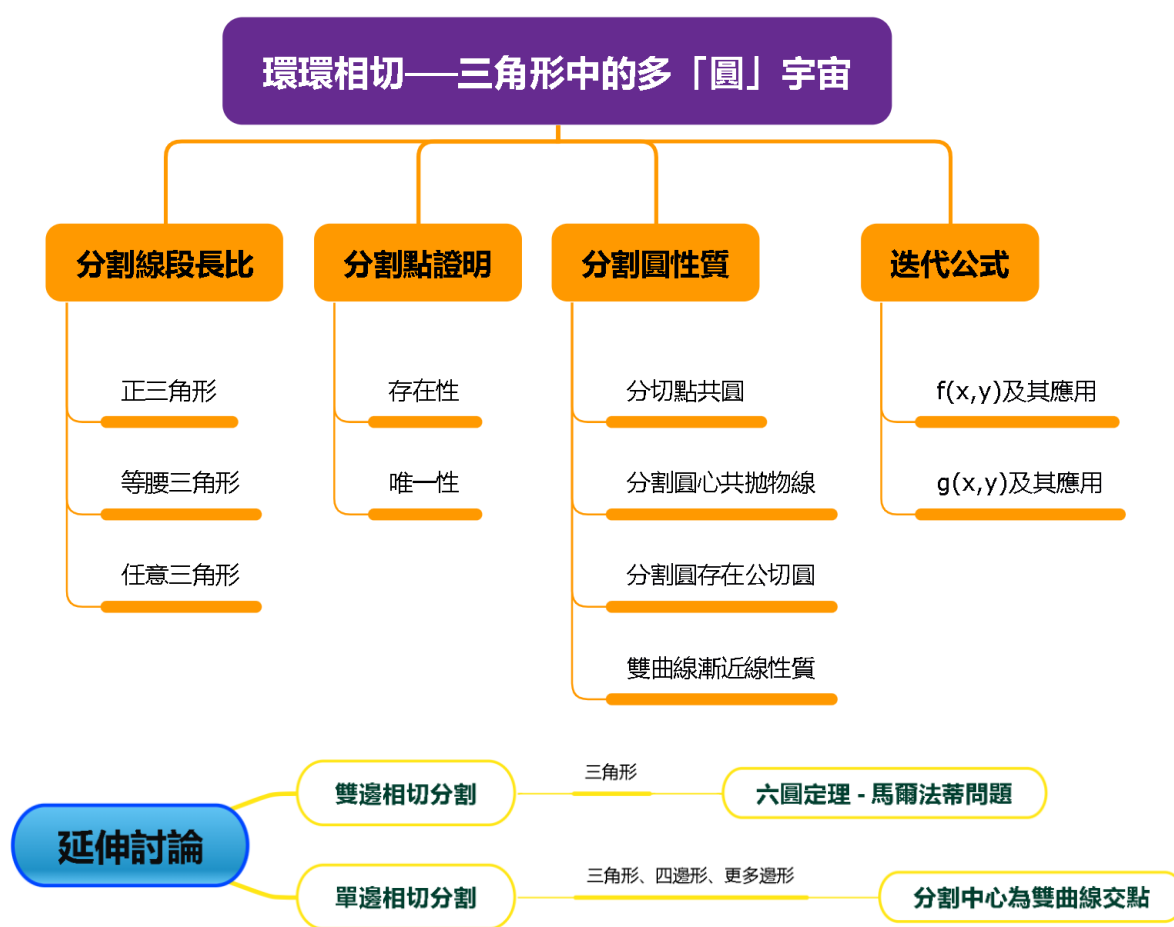 環環相切──三角形中的多「圓」宇宙
分割線段長比
正三角形
等腰三角形
任意三角形
分割點證明
存在性
唯一性
分割圓性質
分切點共圓
分割圓心共拋物線
分割圓存在公切圓
雙曲線漸近線性質
迭代公式
f(x,y)及其應用
g(x,y)及其應用
延伸討論
雙邊相切分割
三角形
六圓定理 - 馬爾法蒂問題
單邊相切分割
三角形、四邊形、更多邊形
分割中心為雙曲線交點